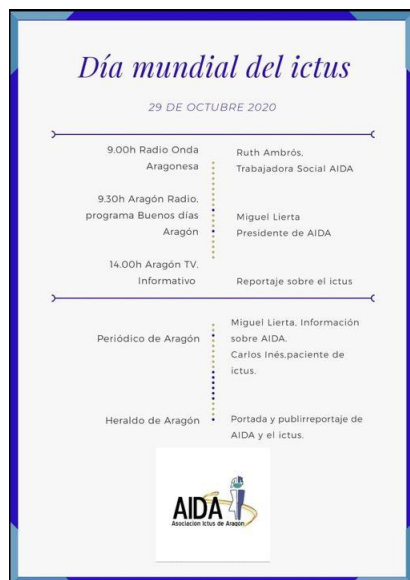 Día mundial del ictus
29 DE OCTUBRE 2020
9.00h Radio Onda
Aragonesa
Ruth Ambrós,
Trabajadora Social AIDA
9.30h Aragón Radio,
programa Buenos días
Aragón
Miguel Lierta
Presidente de AIDA
14.00h Aragón TV,
Informativo
Reportaje sobre el ictus
Periódico de Aragón
Miguel Lierta, Información
sobre AIDA.
Carlos Inés,paciente de
ictus.
Heraldo de Aragón
Portada y publirreportaje de
AIDA y el ictus.
AIDA
Asociación Ictus de Aragón